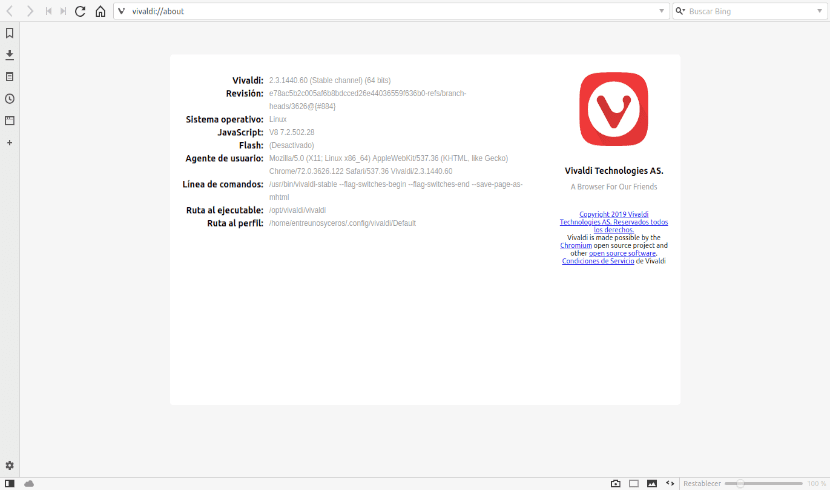 vivaldi://about
Buscar Bing
Vivaldi: 2.3.1440.60 (Stable channel) (64 bits)
Revisión: e78ac5b2c005af6b8bdcced26e44036559f636b0-refs/branch-
heads/3626@{#884}
Sistema operativo: Linux
JavaScript: V8 7.2.502.28
Flash: (Desactivado)
Agente de usuario: Mozilla/5.0 (X11; Linux x86_64) AppleWebKit/537.36 (KHTML, like Gecko)
Chrome/72.0.3626.122 Safari/537.36 Vivaldi/2.3.1440.60
Línea de comandos: /usr/bin/vivaldi-stable --flag-switches-begin --flag-switches-end --save-page-as-
mhtml
Ruta al ejecutable: /opt/vivaldi/vivaldi
Ruta al perfil: /home/entreunosyceros/.config/vivaldi/Default
Vivaldi Technologies AS.
A Browser For Our Friends
Copyright 2019 Vivaldi
Technologies AS. Reservados todos
los derechos.
Vivaldi is made possible by the
Chromium open source project and
other open source software.
Condiciones de Servicio de Vivaldi
Restablecer
100 %